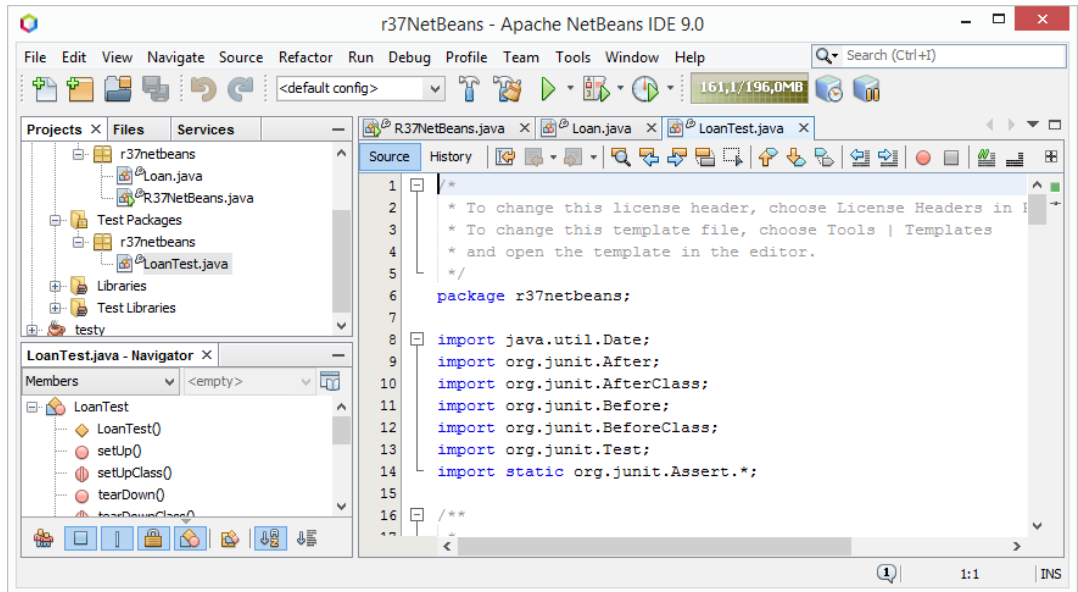 r37NetBeans - Apache NetBeans IDE 9.0
File Edit View Navigate Source Refactor Run Debug Profile Team Tools Window Help
Search (Ctrl+I)
<default config>
161,1/196,0MB
Projects Files Services
r37netbeans
Loan.java
R37NetBeans.java
Test Packages
r37netbeans
LoanTest.java
Libraries
Test Libraries
testy
LoanTest.java - Navigator
Members <empty>
LoanTest
LoanTest()
setUp()
setUpClass()
tearDown()
tearDownClass()
R37NetBeans.java Loan.java LoanTest.java
Source History
1 /*
2 * To change this license header, choose License Headers in
3 * To change this template file, choose Tools | Templates
4 * and open the template in the editor.
5 */
6 package r37netbeans;
7
8 import java.util.Date;
9 import org.junit.After;
10 import org.junit.AfterClass;
11 import org.junit.Before;
12 import org.junit.BeforeClass;
13 import org.junit.Test;
14 import static org.junit.Assert.*;
15
16 /**
17 *
1 1:1 INS